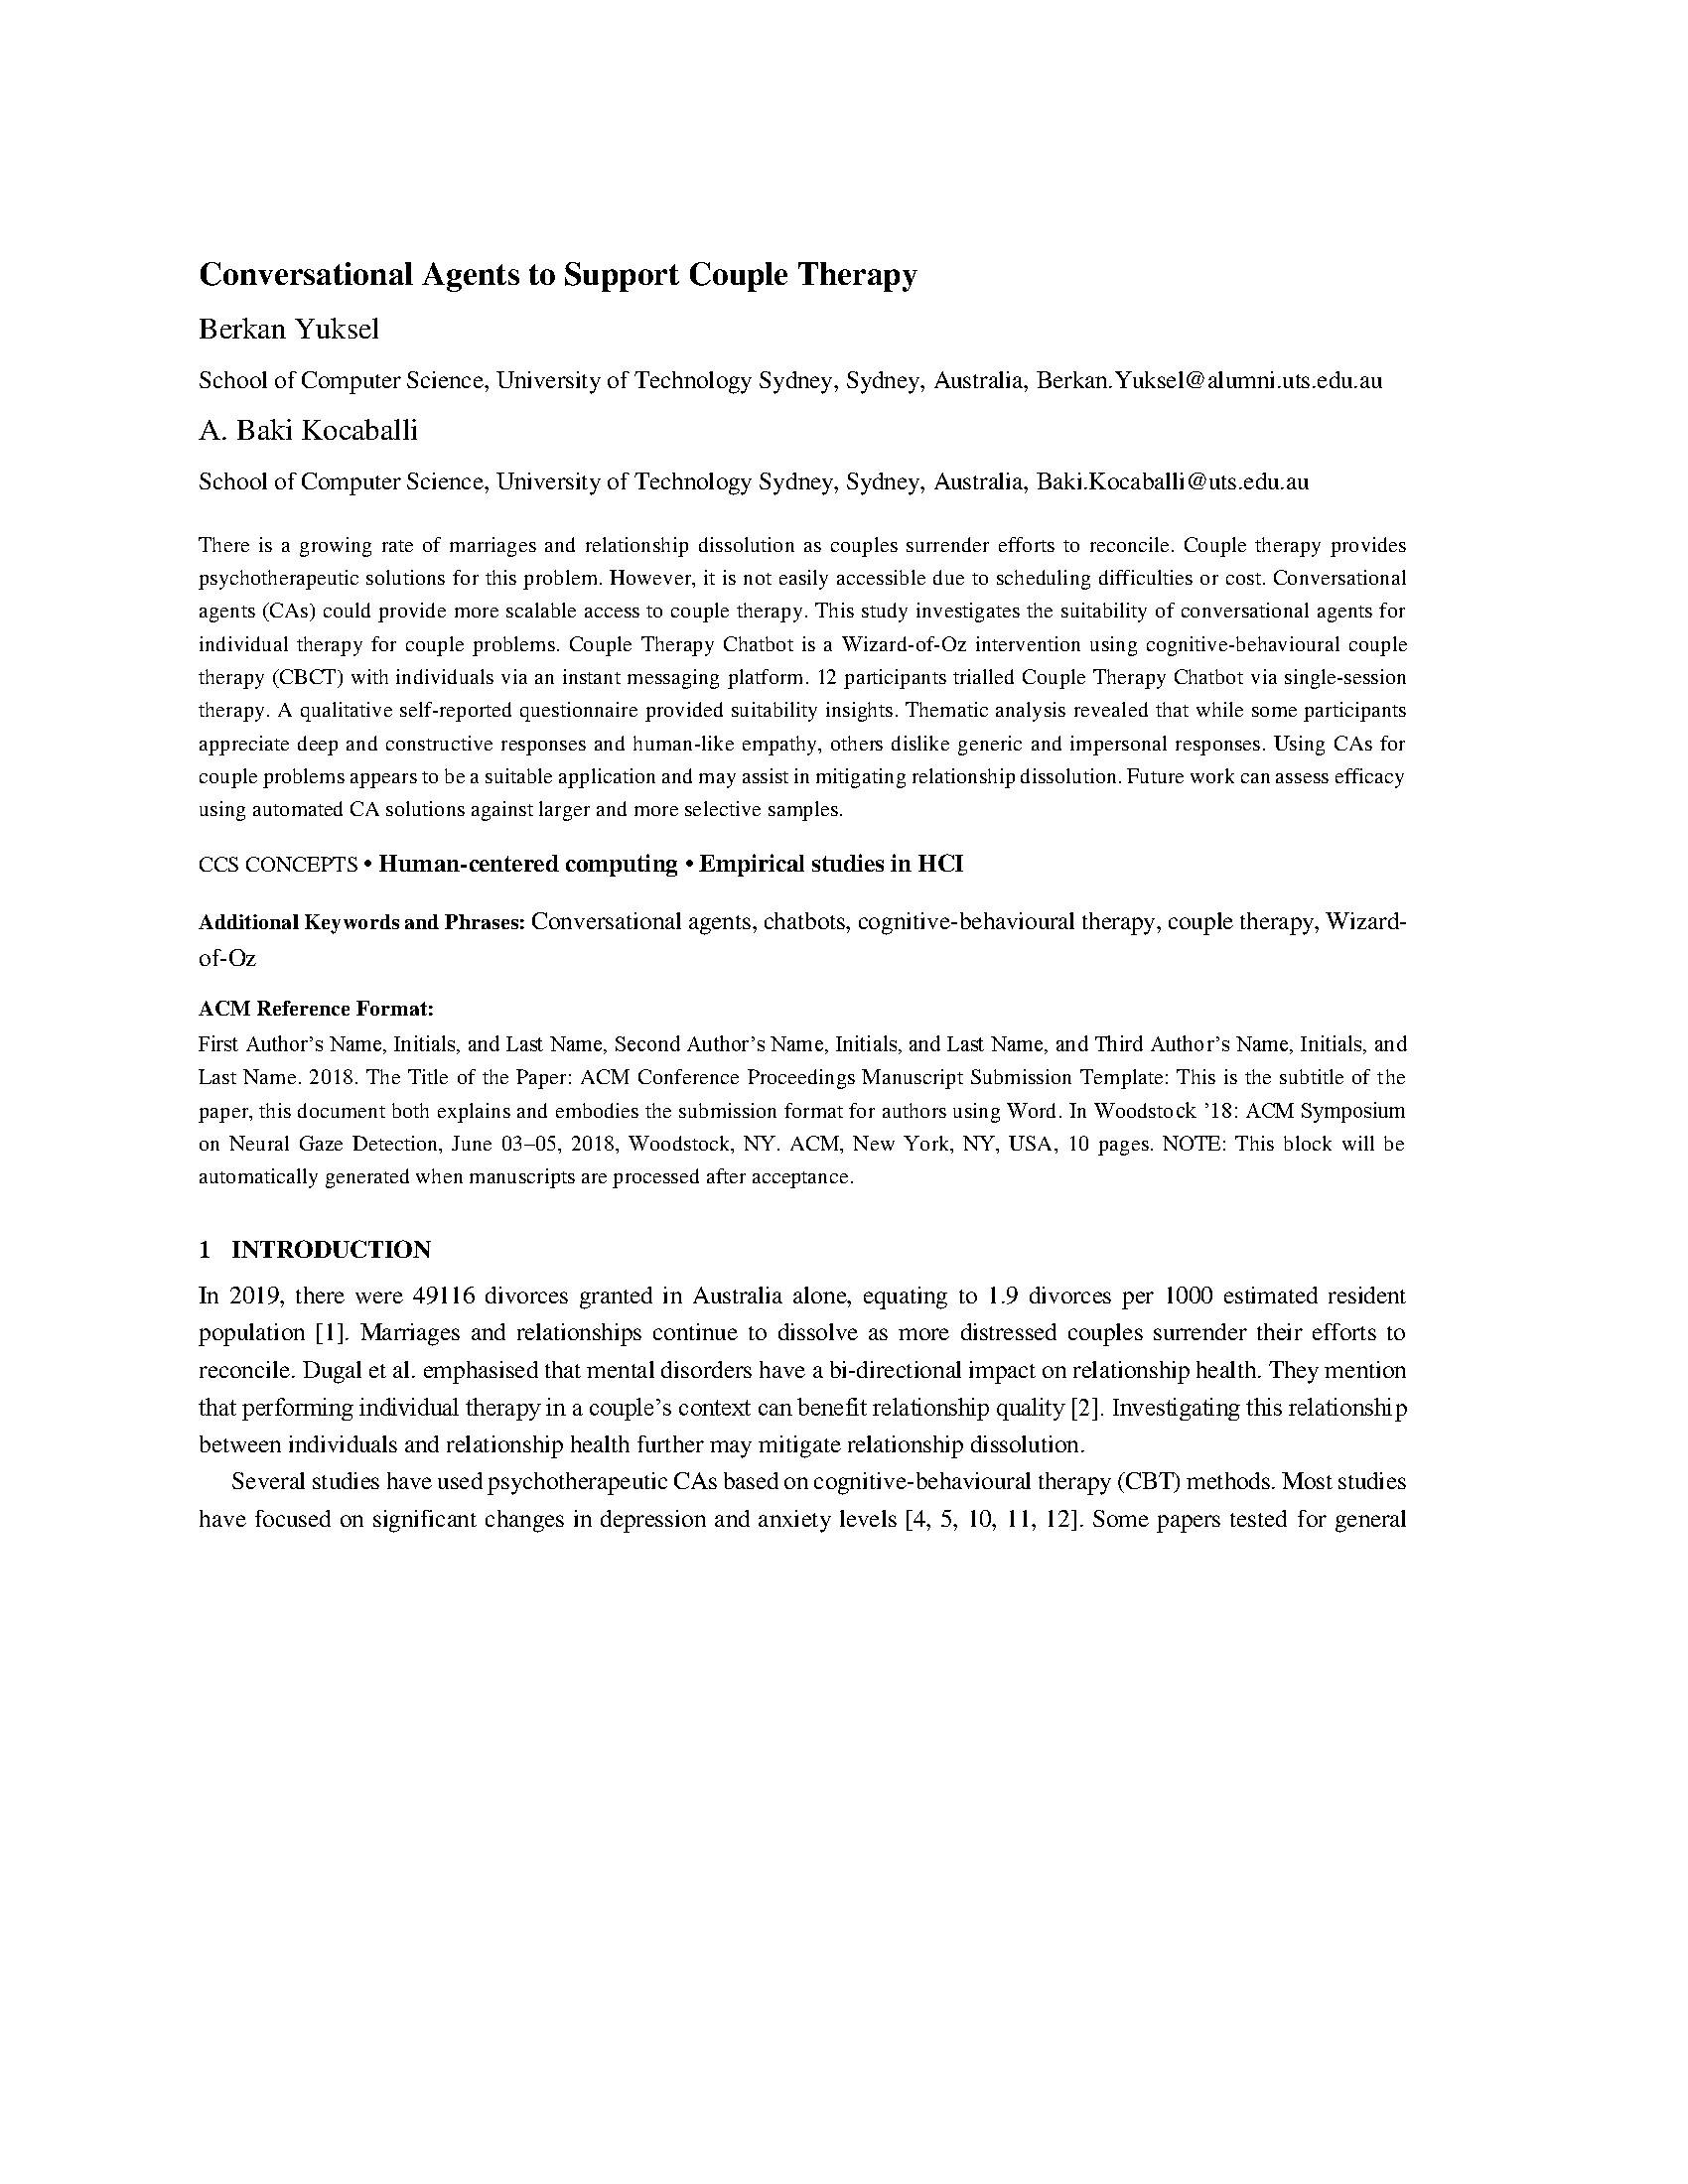 Conversational Agents to Support Couple Therapy
Berkan Yuksel
School of Computer Science, University of Technology Sydney, Sydney, Australia, Berkan.Yuksel@alumni.uts.edu.au
A. Baki Kocaballi
School of Computer Science, University of Technology Sydney, Sydney, Australia, Baki.Kocaballi@uts.edu.au
There is a growing rate of marriages and relationship dissolution as couples surrender efforts to reconcile. Couple therapy provides
psychotherapeutic solutions for this problem. However, it is not easily accessible due to scheduling difficulties or cost. Conversational
agents (CAs) could provide more scalable access to couple therapy. This study investigates the suitability of conversational agents for
individual therapy for couple problems. Couple Therapy Chatbot is a Wizard-of-Oz intervention using cognitive-behavioural couple
therapy (CBCT) with individuals via an instant messaging platform. 12 participants trialled Couple Therapy Chatbot via single-session
therapy. A qualitative self-reported questionnaire provided suitability insights. Thematic analysis revealed that while some participants
appreciate deep and constructive responses and human-like empathy, others dislike generic and impersonal responses. Using CAs for
couple problems appears to be a suitable application and may assist in mitigating relationship dissolution. Future work can assess efficacy
using automated CA solutions against larger and more selective samples.
CCS CONCEPTS • Human-centered computing • Empirical studies in HCI
Additional Keywords and Phrases: Conversational agents, chatbots, cognitive-behavioural therapy, couple therapy, Wizard-
of-Oz
ACM Reference Format:
First Author's Name, Initials, and Last Name, Second Author's Name, Initials, and Last Name, and Third Author's Name, Initials, and
Last Name. 2018. The Title of the Paper: ACM Conference Proceedings Manuscript Submission Template: This is the subtitle of the
paper, this document both explains and embodies the submission format for authors using Word. In Woodstock '18: ACM Symposium
on Neural Gaze Detection, June 03–05, 2018, Woodstock, NY. ACM, New York, NY, USA, 10 pages. NOTE: This block will be
automatically generated when manuscripts are processed after acceptance.
1 INTRODUCTION
In 2019, there were 49116 divorces granted in Australia alone, equating to 1.9 divorces per 1000 estimated resident
population [1]. Marriages and relationships continue to dissolve as more distressed couples surrender their efforts to
reconcile. Dugal et al. emphasised that mental disorders have a bi-directional impact on relationship health. They mention
that performing individual therapy in a couple's context can benefit relationship quality [2]. Investigating this relationship
between individuals and relationship health further may mitigate relationship dissolution.
Several studies have used psychotherapeutic CAs based on cognitive-behavioural therapy (CBT) methods. Most studies
have focused on significant changes in depression and anxiety levels [4, 5, 10, 11, 12]. Some papers tested for general